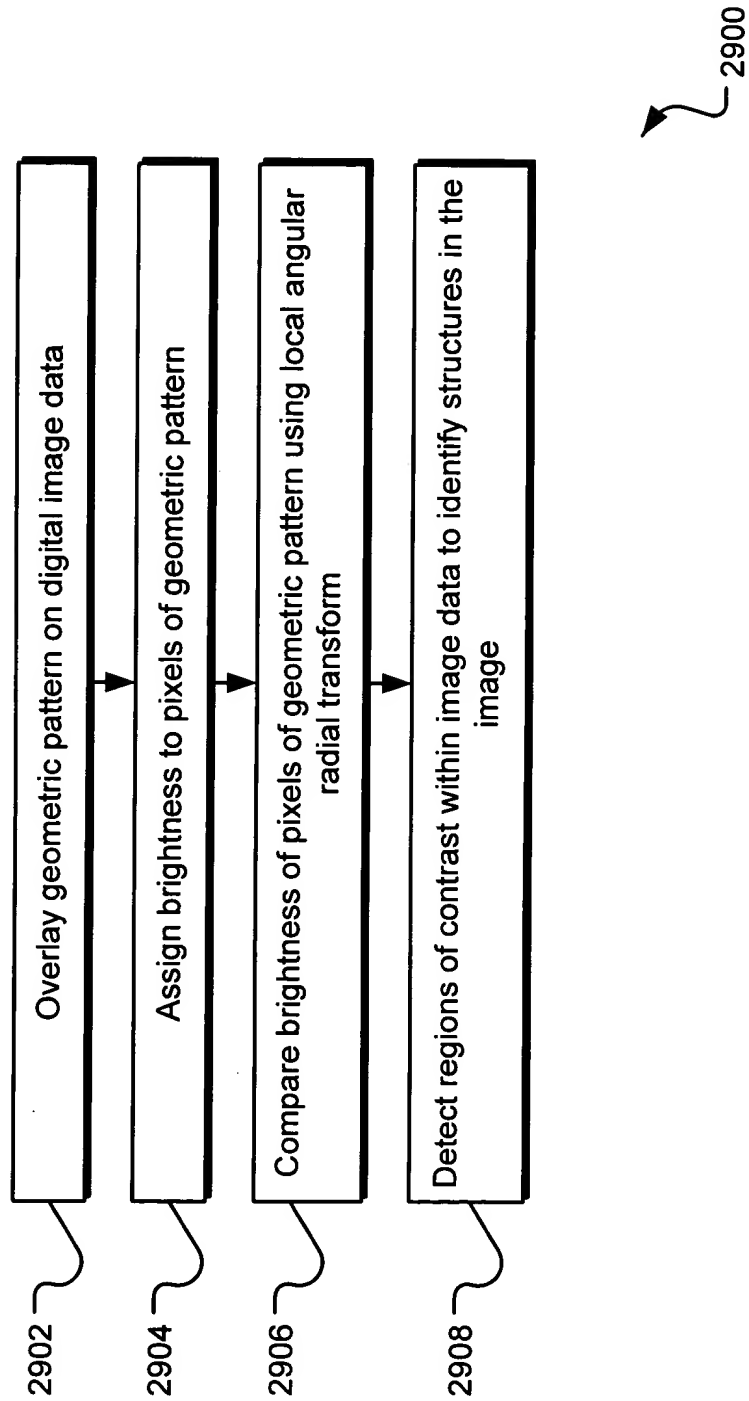 2902
Overlay geometric pattern on digital image data
2904
Assign brightness to pixels of geometric pattern
2906
Compare brightness of pixels of geometric pattern using local angular
radial transform
2908
Detect regions of contrast within image data to identify structures in the
image
2900